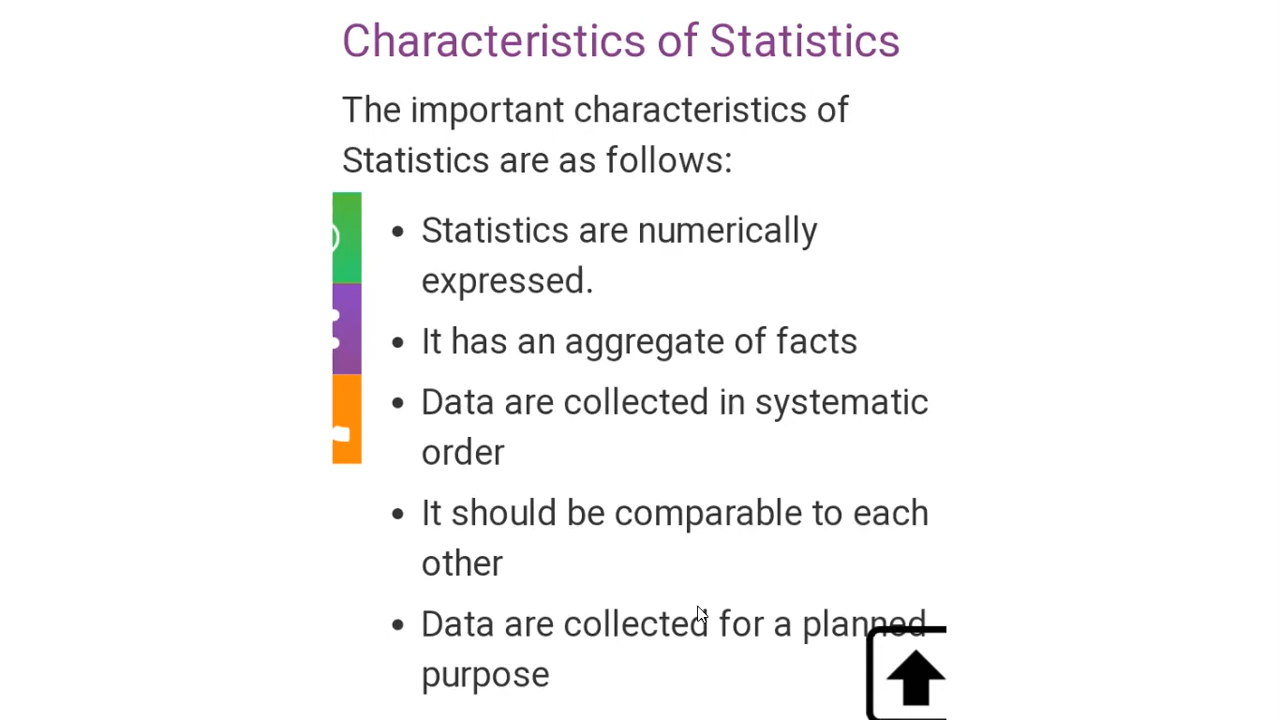 Characteristics of Statistics
The important characteristics of
Statistics are as follows:
• Statistics are numerically
expressed.
• It has an aggregate of facts
• Data are collected in systematic
order
• It should be comparable to each
other
• Data are collected for a planned
purpose